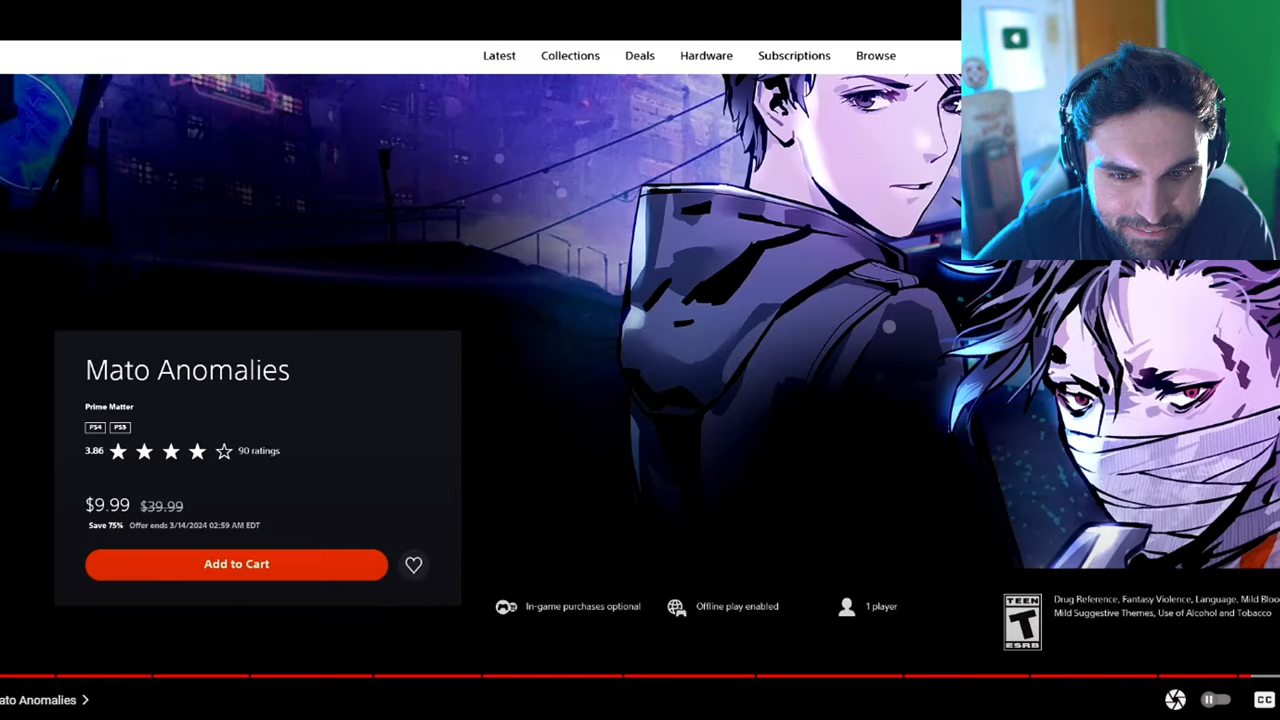 Latest Collections Deals Hardware Subscriptions Browse
Mato Anomalies
Prime Matter
PS4 PS5
3.86 90 ratings
$9.99 $39.99
Save 75% Offer ends 3/14/2024 02:59 AM EDT
Add to Cart
In-game purchases optional
Offline play enabled
1 player
TEEN
T
ESRB
Drug Reference, Fantasy Violence, Language, Mild
Mild Suggestive Themes, Use of Alcohol and Tobacco
Anomalies
CC